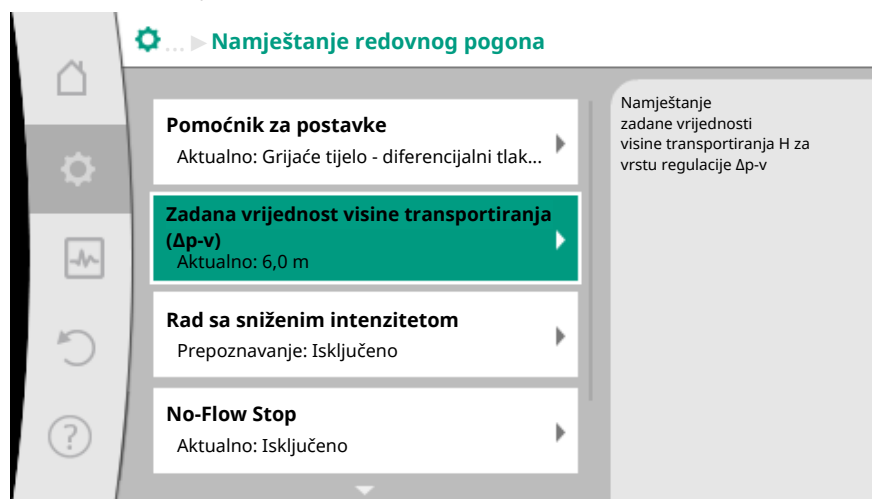 ... Namještanje redovnog pogona
Pomoćnik za postavke
Aktualno: Grijaće tijelo - diferencijalni tlak...
Zadana vrijednost visine transportiranja
(Δp-v)
Aktualno: 6,0 m
Rad sa sniženim intenzitetom
Prepoznavanje: Isključeno
No-Flow Stop
Aktualno: Isključeno
Namještanje
zadane vrijednosti
visine transportiranja H za
vrstu regulacije Δp-v
?